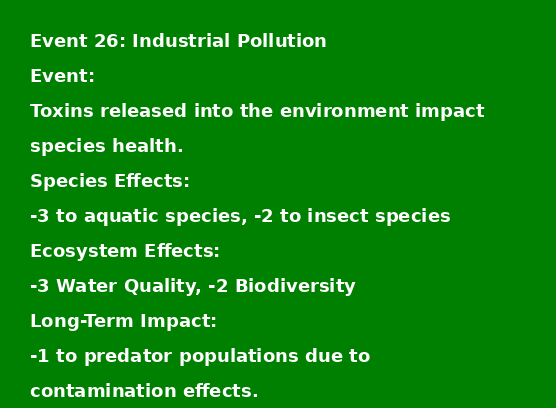 Event 26: Industrial Pollution
Event:
Toxins released into the environment impact
species health.
Species Effects:
-3 to aquatic species, -2 to insect species
Ecosystem Effects:
-3 Water Quality, -2 Biodiversity
Long-Term Impact:
-1 to predator populations due to
contamination effects.